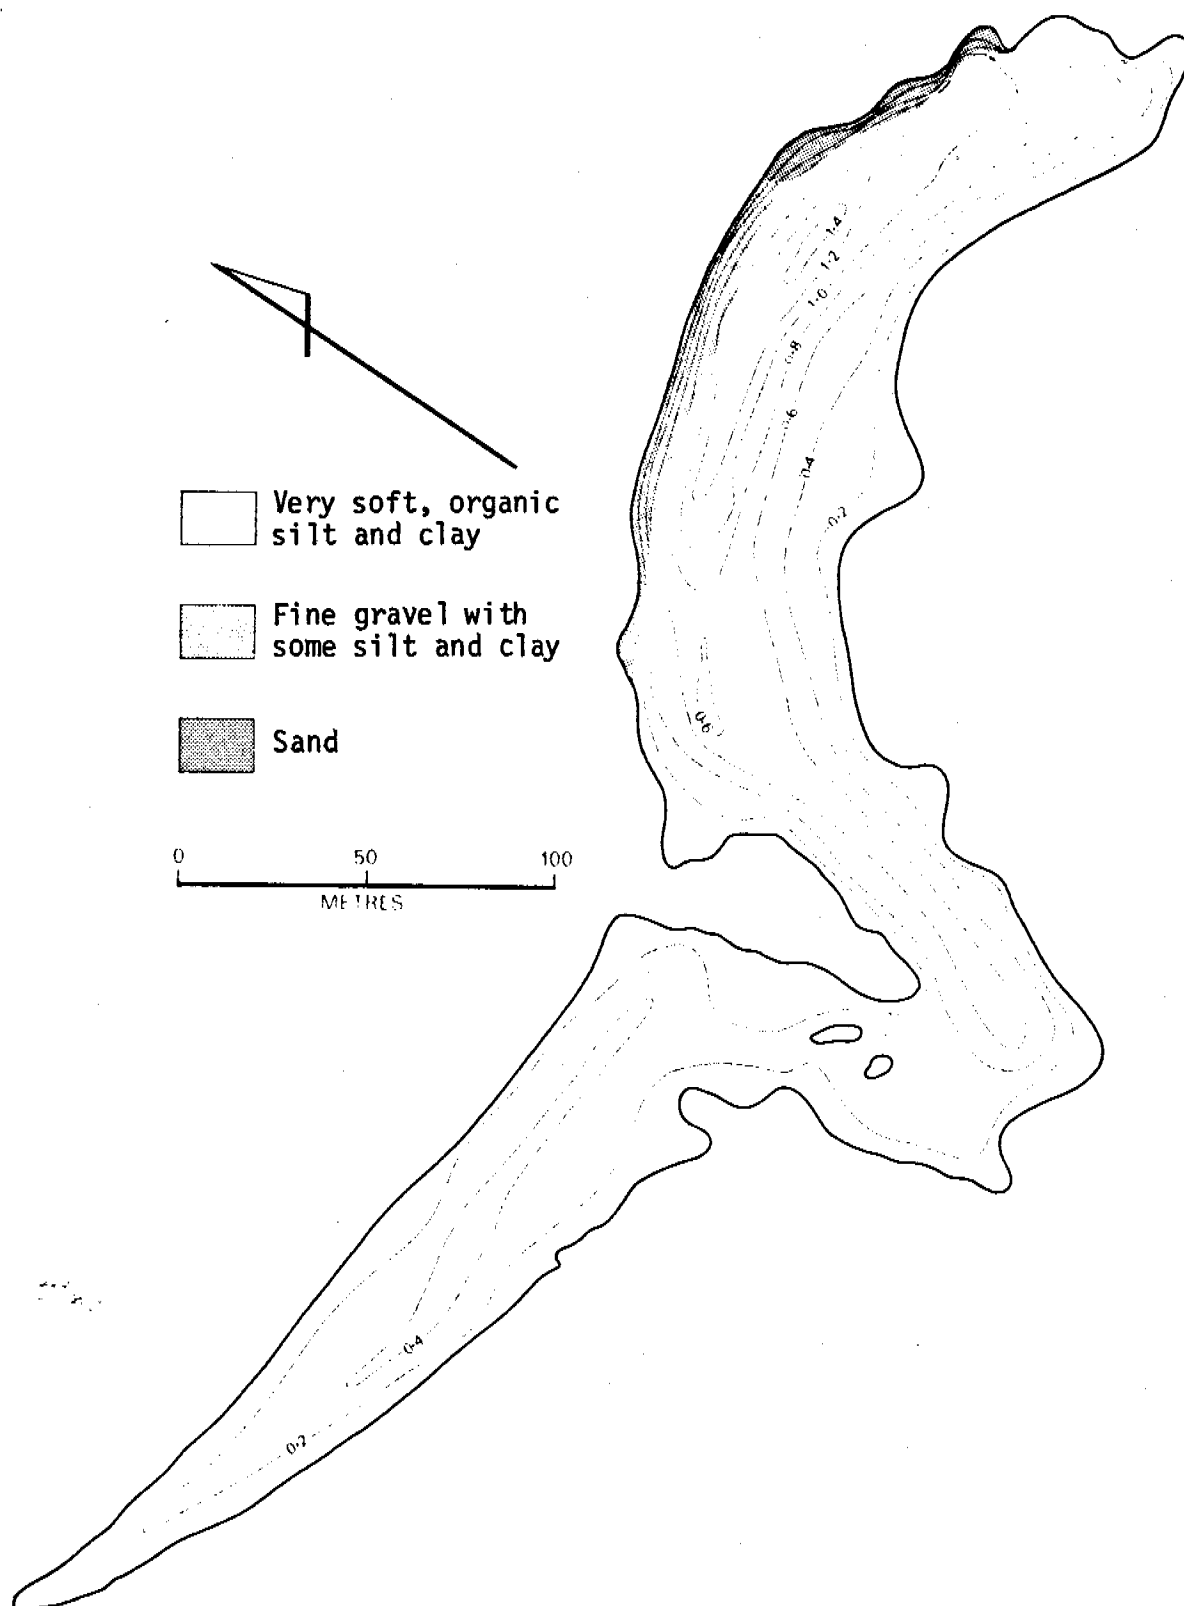 1·4
1·2
1·0
0·8
0·6
0·4
0·2
Very soft, organic
silt and clay
Fine gravel with
some silt and clay
Sand
0·6
0 50 100
METRES
0·4
0·2